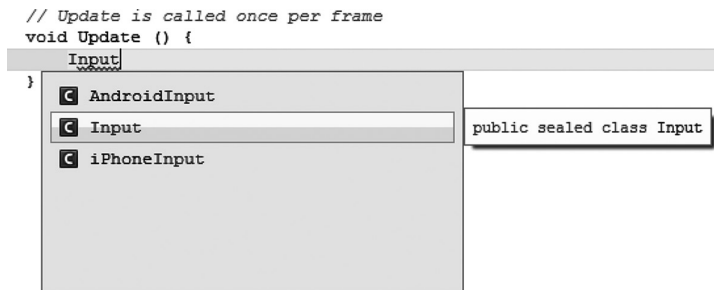 // Update is called once per frame
void Update () {
Input
}
C AndroidInput
C Input
public sealed class Input
C iPhoneInput